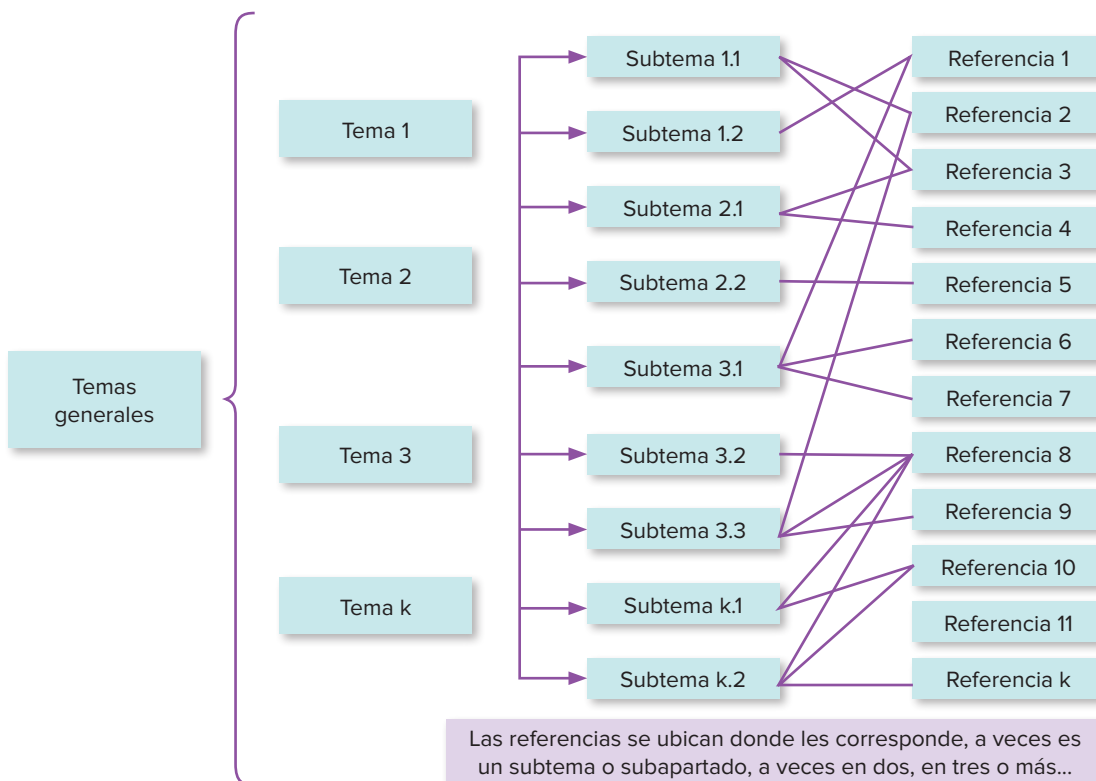 Temas
generales
Tema 1
Tema 2
Tema 3
Tema k
Subtema 1.1
Subtema 1.2
Subtema 2.1
Subtema 2.2
Subtema 3.1
Subtema 3.2
Subtema 3.3
Subtema k.1
Subtema k.2
Referencia 1
Referencia 2
Referencia 3
Referencia 4
Referencia 5
Referencia 6
Referencia 7
Referencia 8
Referencia 9
Referencia 10
Referencia 11
Referencia k
Las referencias se ubican donde les corresponde, a veces es
un subtema o subapartado, a veces en dos, en tres o más...